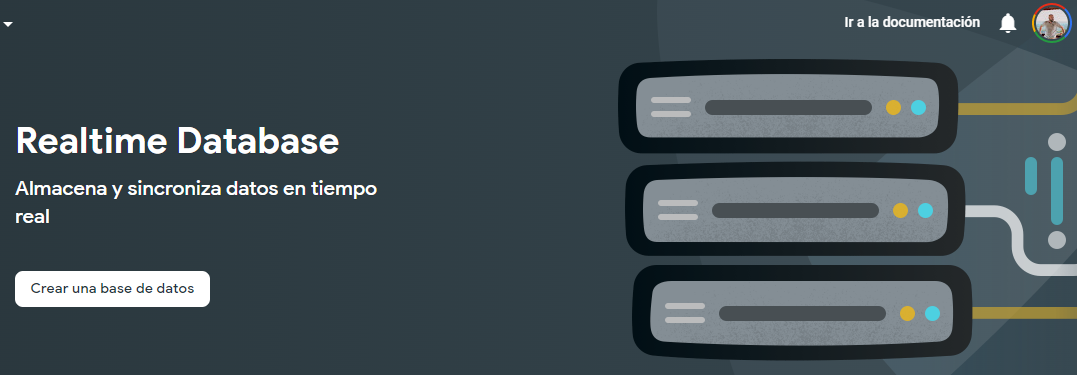 Ir a la documentación
Realtime Database
Almacena y sincroniza datos en tiempo
real
Crear una base de datos